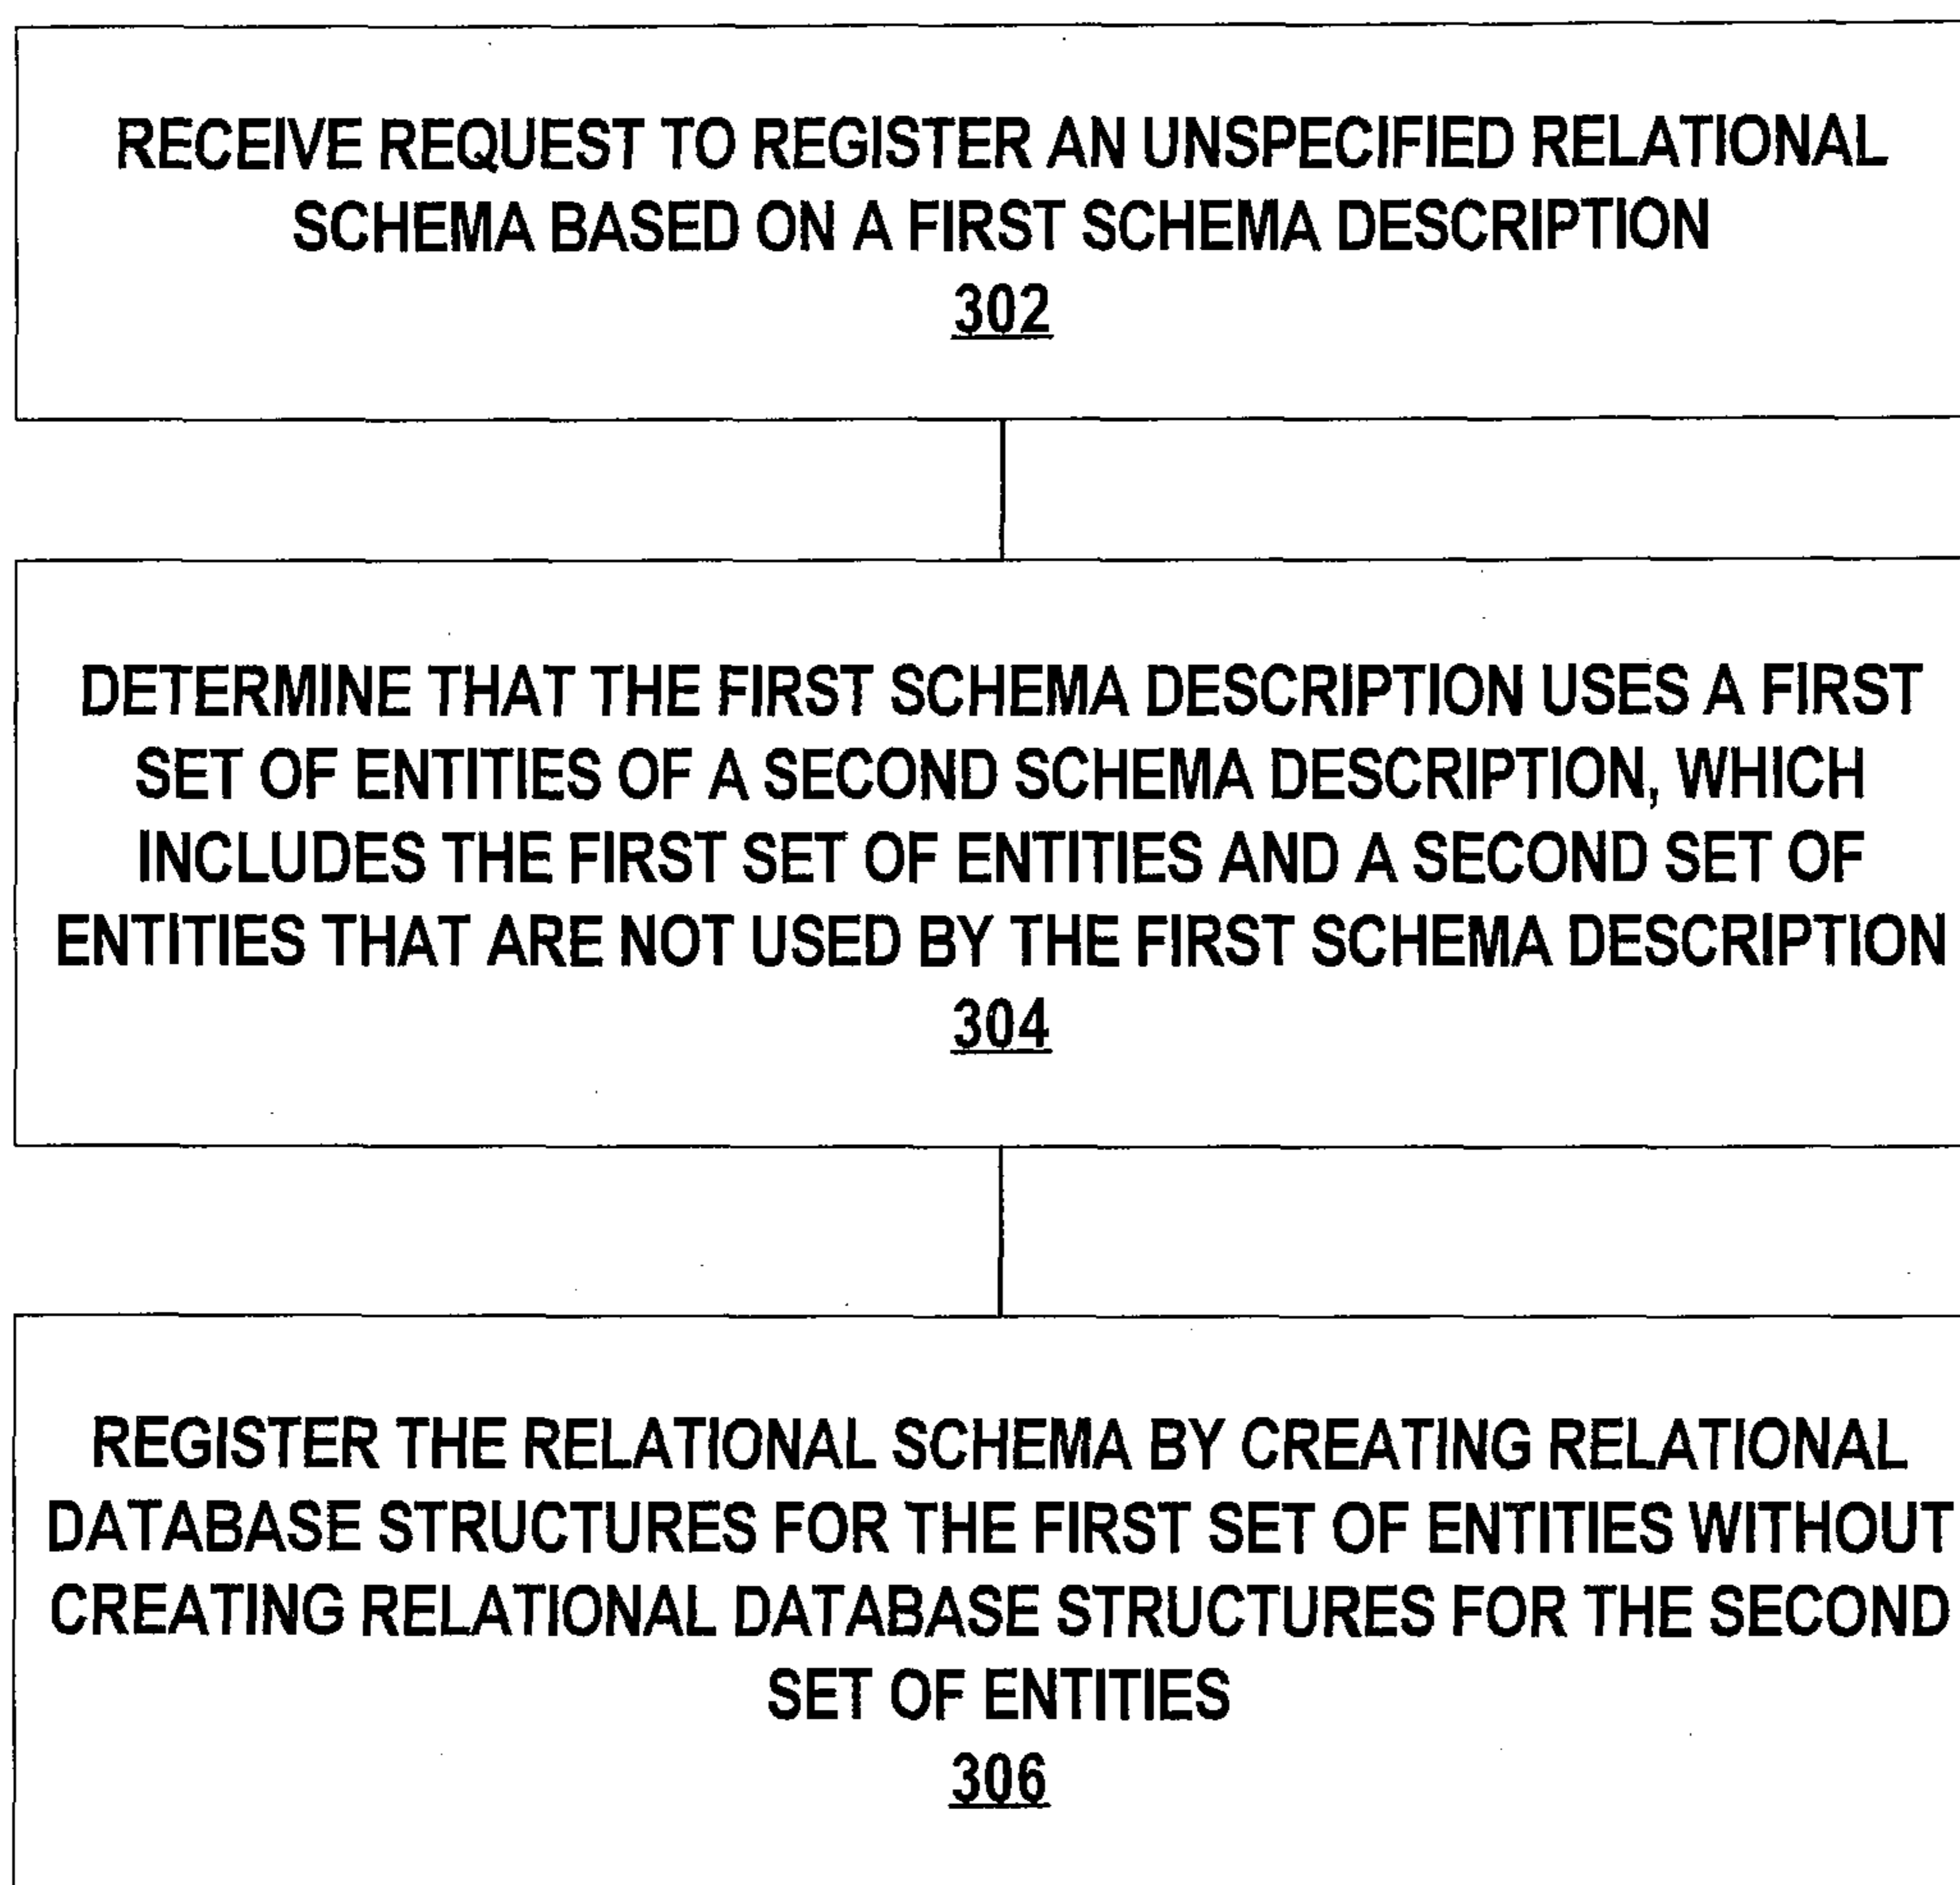 RECEIVE REQUEST TO REGISTER AN UNSPECIFIED RELATIONAL
SCHEMA BASED ON A FIRST SCHEMA DESCRIPTION
302
DETERMINE THAT THE FIRST SCHEMA DESCRIPTION USES A FIRST
SET OF ENTITIES OF A SECOND SCHEMA DESCRIPTION, WHICH
INCLUDES THE FIRST SET OF ENTITIES AND A SECOND SET OF
ENTITIES THAT ARE NOT USED BY THE FIRST SCHEMA DESCRIPTION
304
REGISTER THE RELATIONAL SCHEMA BY CREATING RELATIONAL
DATABASE STRUCTURES FOR THE FIRST SET OF ENTITIES WITHOUT
CREATING RELATIONAL DATABASE STRUCTURES FOR THE SECOND
SET OF ENTITIES
306